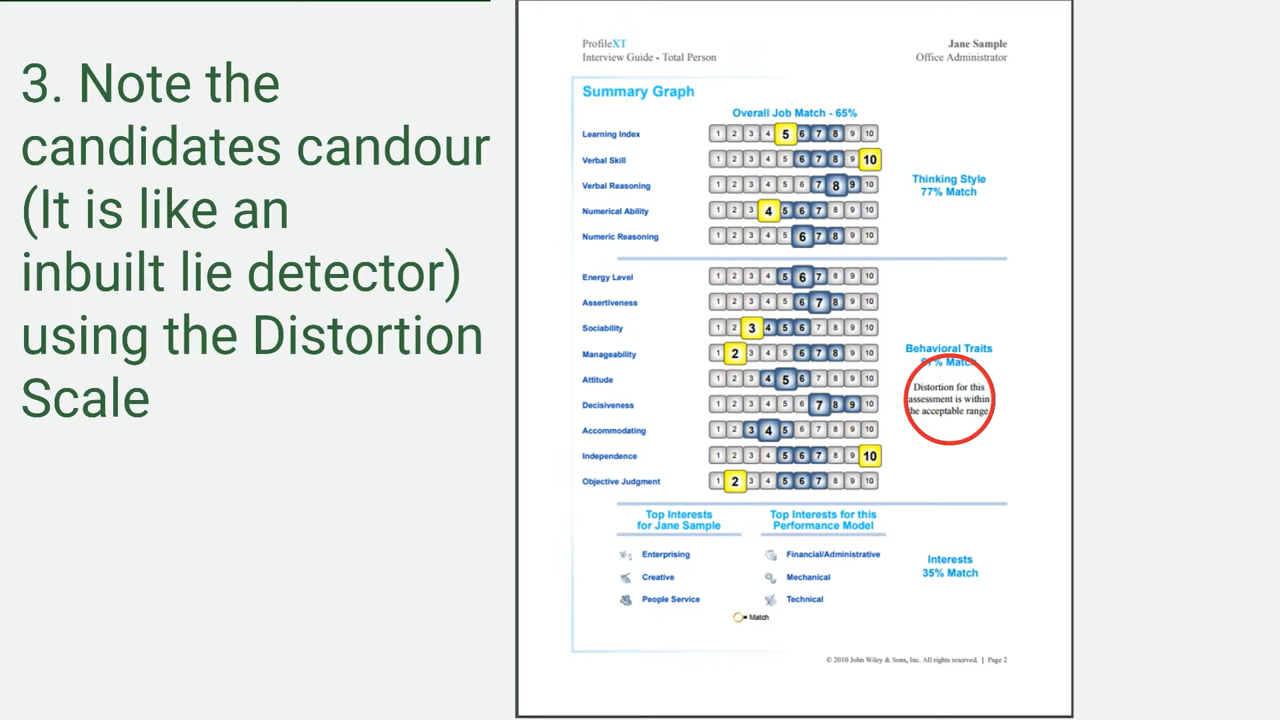 3. Note the
candidates candour
(It is like an
inbuilt lie detector)
using the Distortion
Scale
ProfileXT
Interview Guide - Total Person
Jane Sample
Office Administrator
Summary Graph
Overall Job Match - 65%
Learning Index 1 2 3 4 5 6 7 8 9 10
Verbal Skill 1 2 3 4 5 6 7 8 9 10
Verbal Reasoning 1 2 3 4 5 6 7 8 9 10
Numerical Ability 1 2 3 4 5 6 7 8 9 10
Numeric Reasoning 1 2 3 4 5 6 7 8 9 10
Thinking Style
77% Match
Energy Level 1 2 3 4 5 6 7 8 9 10
Assertiveness 1 2 3 4 5 6 7 8 9 10
Sociability 1 2 3 4 5 6 7 8 9 10
Manageability 1 2 3 4 5 6 7 8 9 10
Attitude 1 2 3 4 5 6 7 8 9 10
Decisiveness 1 2 3 4 5 6 7 8 9 10
Accommodating 1 2 3 4 5 6 7 8 9 10
Independence 1 2 3 4 5 6 7 8 9 10
Objective Judgment 1 2 3 4 5 6 7 8 9 10
Behavioral Traits
Match
Distortion for this
assessment is within
the acceptable range
Top Interests
for Jane Sample
Enterprising
Creative
People Service
Top Interests for this
Performance Model
Financial/Administrative
Mechanical
Technical
Interests
35% Match
= Match
© 2010 John Wiley & Sons, Inc. All rights reserved. | Page 2